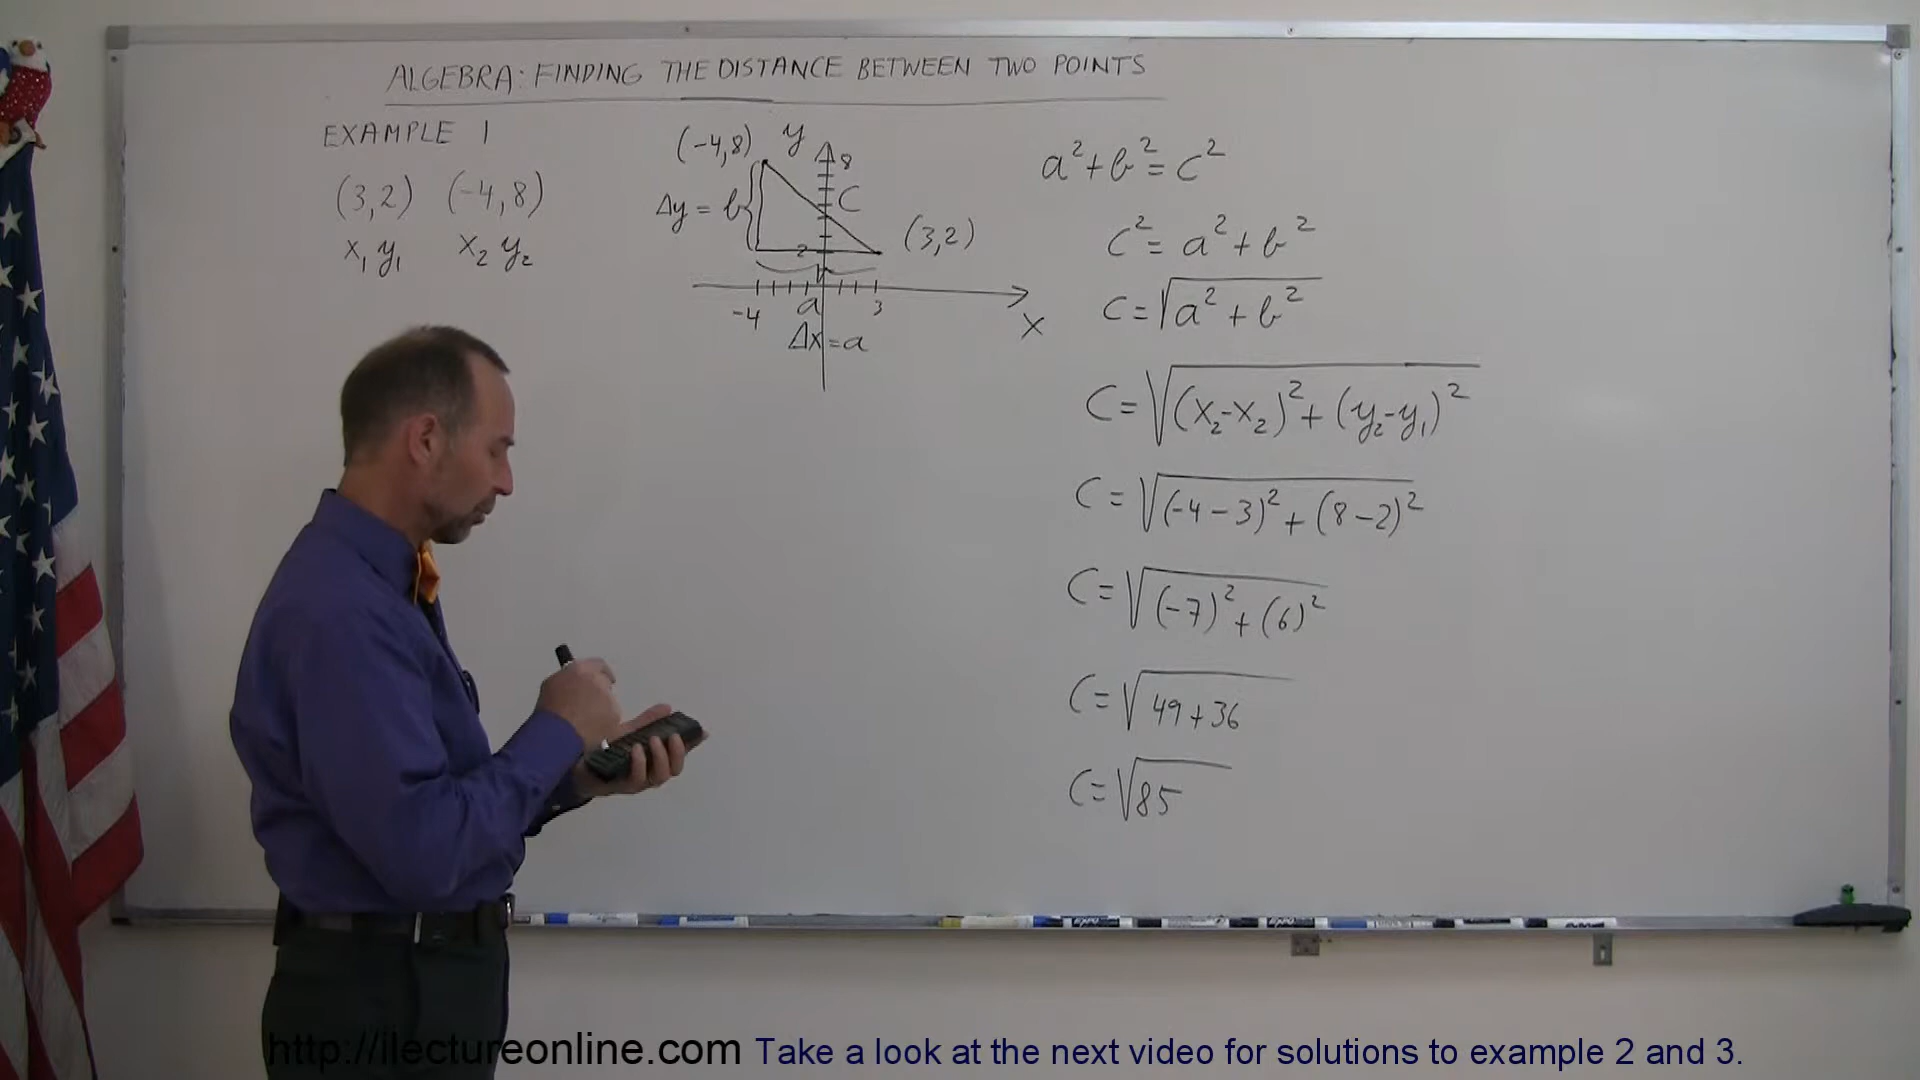 ALGEBRA: FINDING THE DISTANCE BETWEEN TWO POINTS
EXAMPLE 1
(3,2) (-4,8)
x₁ y₁ x₂ y₂
(-4,8) y
8
Δy = b
C
(3,2)
2
-4 a 3
x
Δx=a
a²+b²=c²
c²=a²+b²
c=√a²+b²
C=√(x₂-x₂)²+(y₂-y₁)²
C=√(-4-3)²+(8-2)²
C=√(-7)²+(6)²
C=√49+36
C=√85
http://ilectureonline.com Take a look at the next video for solutions to example 2 and 3.